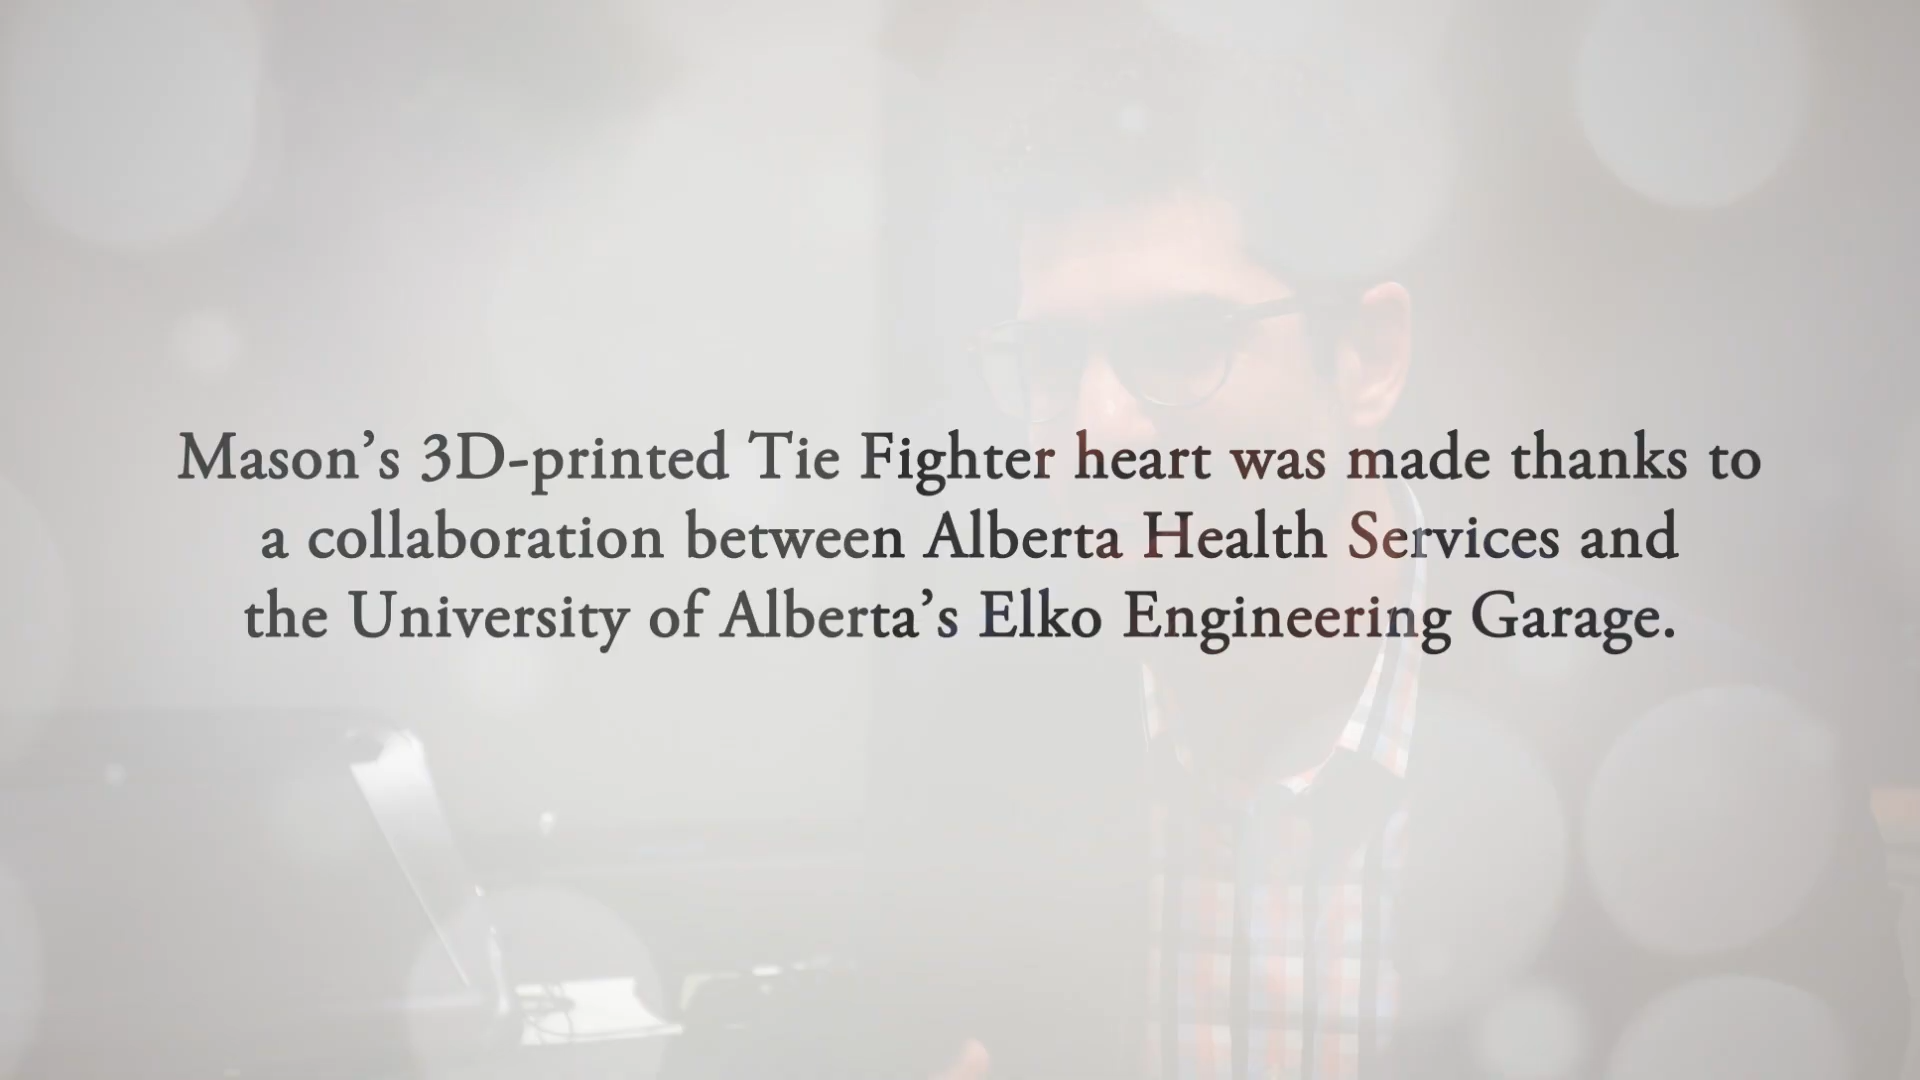 Mason’s 3D-printed Tie Fighter heart was made thanks to
a collaboration between Alberta Health Services and
the University of Alberta’s Elko Engineering Garage.